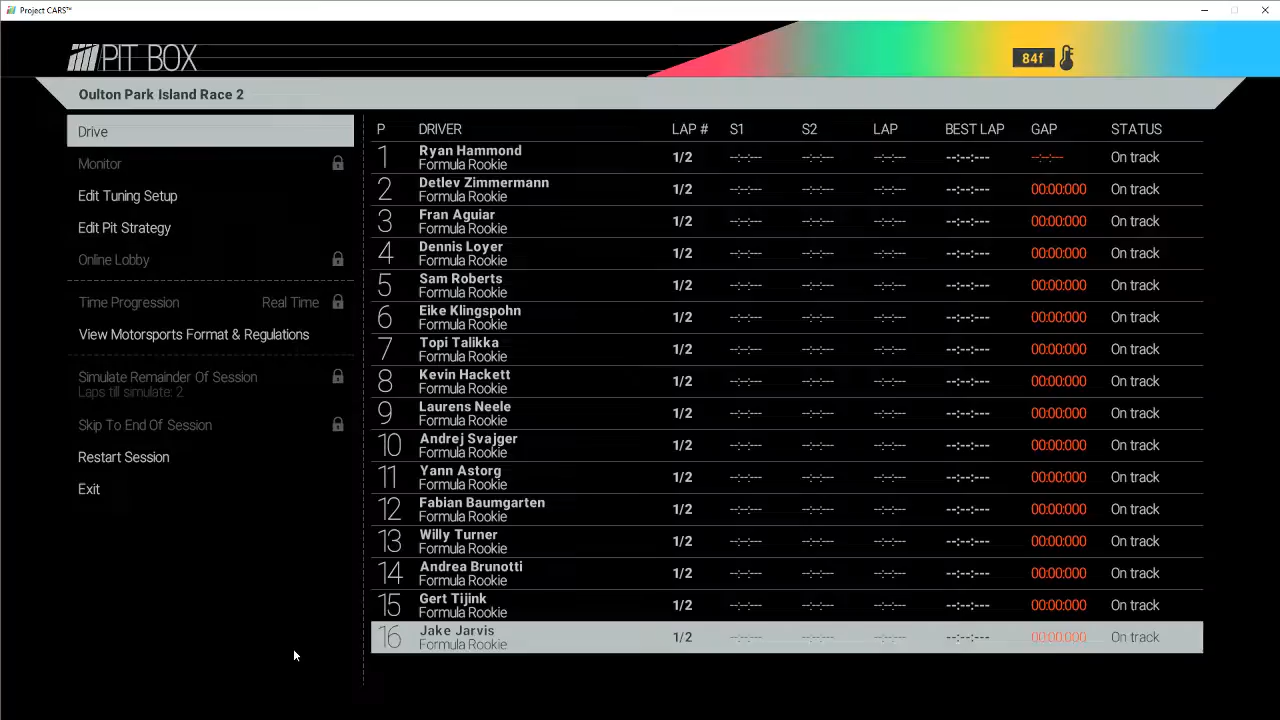 Project CARS™
PIT BOX
84f
Oulton Park Island Race 2
Drive
Monitor
Edit Tuning Setup
Edit Pit Strategy
Online Lobby
Time Progression Real Time
View Motorsports Format & Regulations
Simulate Remainder Of Session
Laps till simulate: 2
Skip To End Of Session
Restart Session
Exit
P DRIVER LAP # S1 S2 LAP BEST LAP GAP STATUS
1 Ryan Hammond 1/2 --:--:--- --:--:--- --:--:--- --:--:--- --:--:--- On track
Formula Rookie
2 Detlev Zimmermann 1/2 --:--:--- --:--:--- --:--:--- --:--:--- 00:00:000 On track
Formula Rookie
3 Fran Aguiar 1/2 --:--:--- --:--:--- --:--:--- --:--:--- 00:00:000 On track
Formula Rookie
4 Dennis Loyer 1/2 --:--:--- --:--:--- --:--:--- --:--:--- 00:00:000 On track
Formula Rookie
5 Sam Roberts 1/2 --:--:--- --:--:--- --:--:--- --:--:--- 00:00:000 On track
Formula Rookie
6 Eike Klingspohn 1/2 --:--:--- --:--:--- --:--:--- --:--:--- 00:00:000 On track
Formula Rookie
7 Topi Talikka 1/2 --:--:--- --:--:--- --:--:--- --:--:--- 00:00:000 On track
Formula Rookie
8 Kevin Hackett 1/2 --:--:--- --:--:--- --:--:--- --:--:--- 00:00:000 On track
Formula Rookie
9 Laurens Neele 1/2 --:--:--- --:--:--- --:--:--- --:--:--- 00:00:000 On track
Formula Rookie
10 Andrej Svajger 1/2 --:--:--- --:--:--- --:--:--- --:--:--- 00:00:000 On track
Formula Rookie
11 Yann Astorg 1/2 --:--:--- --:--:--- --:--:--- --:--:--- 00:00:000 On track
Formula Rookie
12 Fabian Baumgarten 1/2 --:--:--- --:--:--- --:--:--- --:--:--- 00:00:000 On track
Formula Rookie
13 Willy Turner 1/2 --:--:--- --:--:--- --:--:--- --:--:--- 00:00:000 On track
Formula Rookie
14 Andrea Brunotti 1/2 --:--:--- --:--:--- --:--:--- --:--:--- 00:00:000 On track
Formula Rookie
15 Gert Tijink 1/2 --:--:--- --:--:--- --:--:--- --:--:--- 00:00:000 On track
Formula Rookie
16 Jake Jarvis 1/2 --:--:--- --:--:--- --:--:--- --:--:--- 00:00:000 On track
Formula Rookie